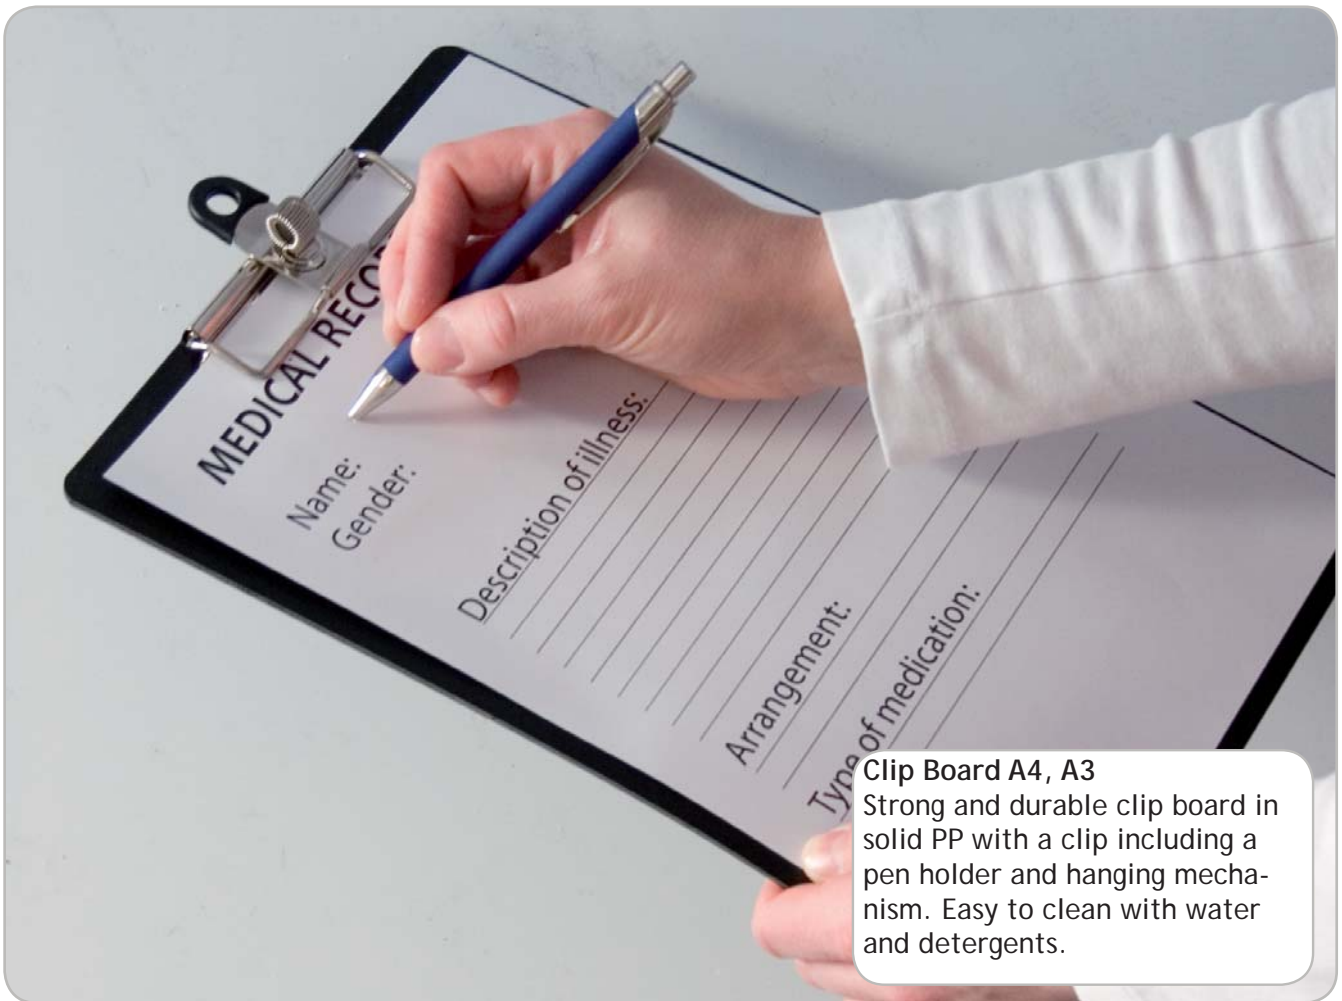 MEDICAL RECO
Name:
Gender:
Description of illness:
Arrangement:
Type of medication:
Clip Board A4, A3
Strong and durable clip board in
solid PP with a clip including a
pen holder and hanging mecha-
nism. Easy to clean with water
and detergents.